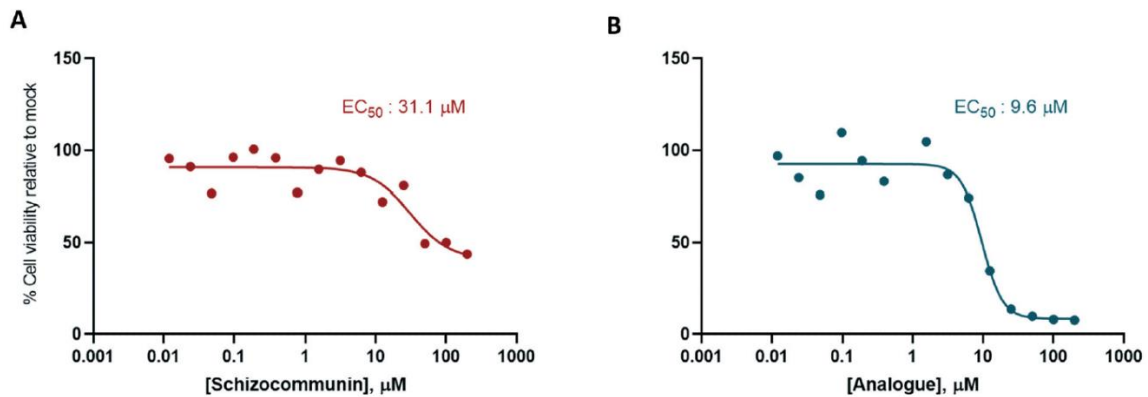 A
150
100
50
0
% Cell viability relative to mock
EC₅₀ : 31.1 μM
0.001 0.01 0.1 1 10 100 1000
[Schizocommunin], μM
B
150
100
50
0
EC₅₀ : 9.6 μM
0.001 0.01 0.1 1 10 100 1000
[Analogue], μM